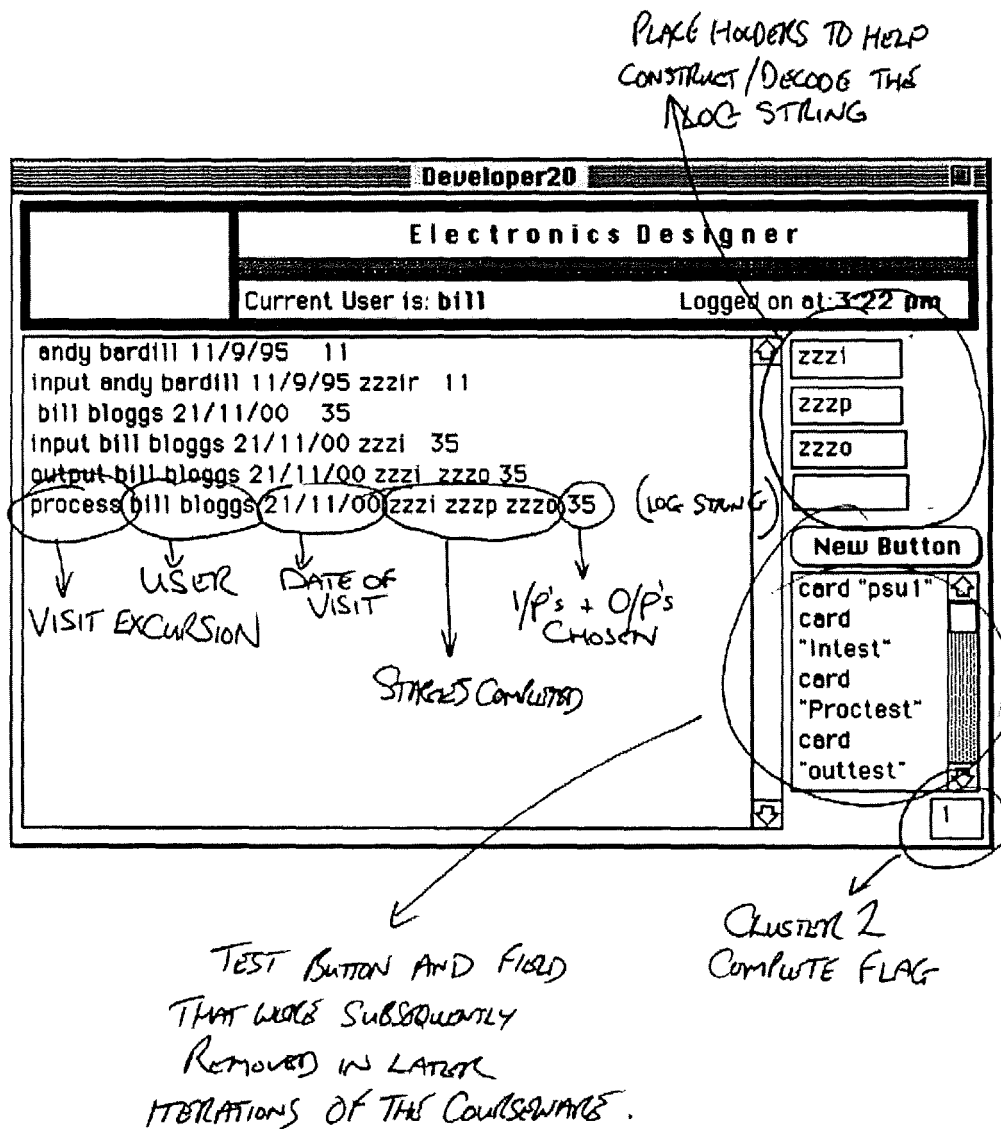 PLACE HOLDERS TO HELP
CONSTRUCT/DECODE THE
LOG STRING
Developer20
Electronics Designer
Current User is: bill
Logged on at: 3:22 pm
andy bardill 11/9/95 11
input andy bardill 11/9/95 zzzir 11
bill bloggs 21/11/00 35
input bill bloggs 21/11/00 zzzi 35
output bill bloggs 21/11/00 zzzi zzzo 35
process bill bloggs 21/11/00 zzzi zzzp zzzo 35
(LOG STRING)
zzzi
zzzp
zzzo
New Button
card "psu1"
card
"Intest"
card
"Proctest"
card
"outtest"
1
VISIT EXCURSION
USER
DATE OF
VISIT
STAGES COMPLETED
I/P's + O/P's
CHOSEN
CLUSTER 2
COMPLETE FLAG
TEST BUTTON AND FIELD
THAT WERE SUBSEQUENTLY
REMOVED IN LATER
ITERATIONS OF THE COURSEWARE.